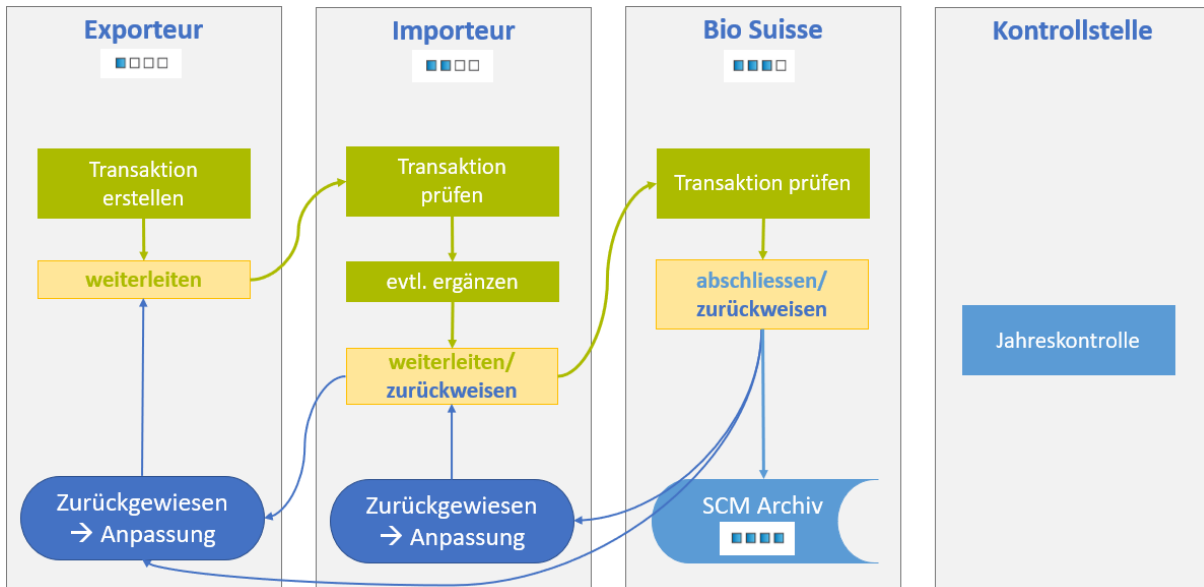 Exporteur
Importeur
Bio Suisse
Kontrollstelle
Transaktion
erstellen
weiterleiten
Zurückgewiesen
→ Anpassung
Transaktion
prüfen
evtl. ergänzen
weiterleiten/
zurückweisen
Zurückgewiesen
→ Anpassung
Transaktion prüfen
abschliessen/
zurückweisen
SCM Archiv
Jahreskontrolle